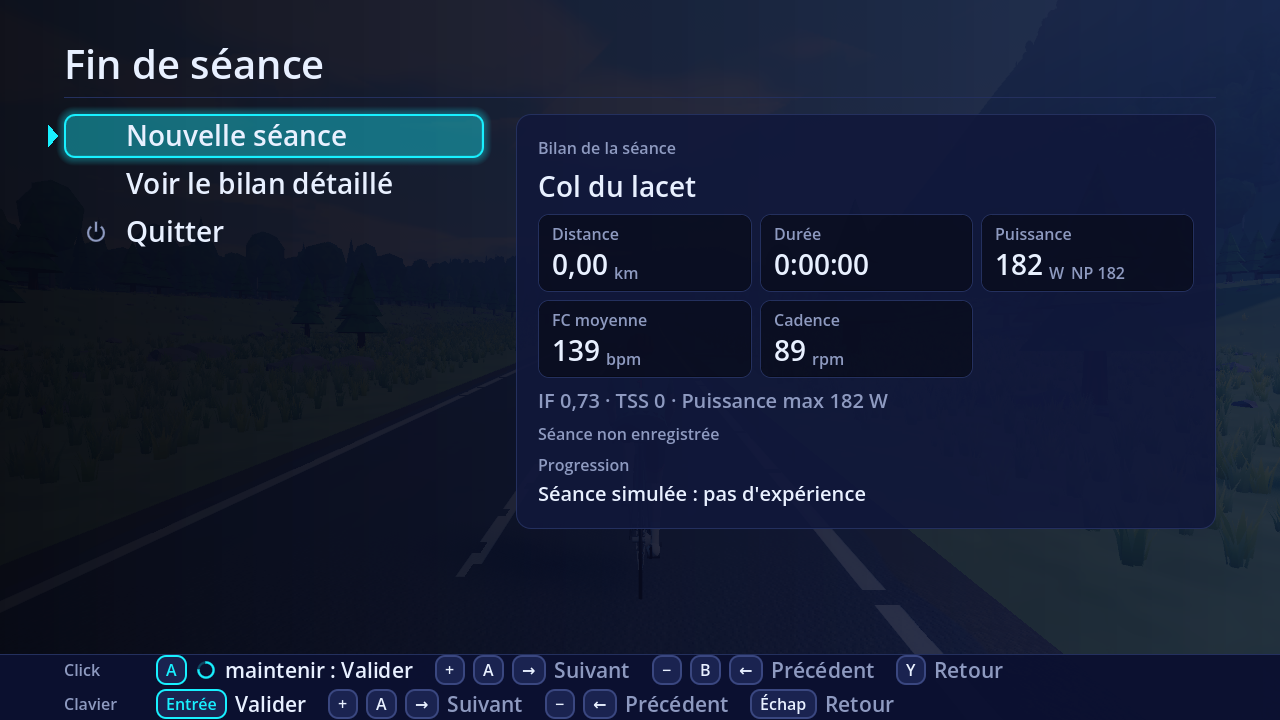 Fin de séance
Nouvelle séance
Voir le bilan détaillé
Quitter
Bilan de la séance
Col du lacet
Distance
0,00 km
Durée
0:00:00
Puissance
182 W NP 182
FC moyenne
139 bpm
Cadence
89 rpm
IF 0,73 · TSS 0 · Puissance max 182 W
Séance non enregistrée
Progression
Séance simulée : pas d'expérience
Click A maintenir : Valider + A → Suivant − B ← Précédent Y Retour
Clavier Entrée Valider + A → Suivant − ← Précédent Échap Retour